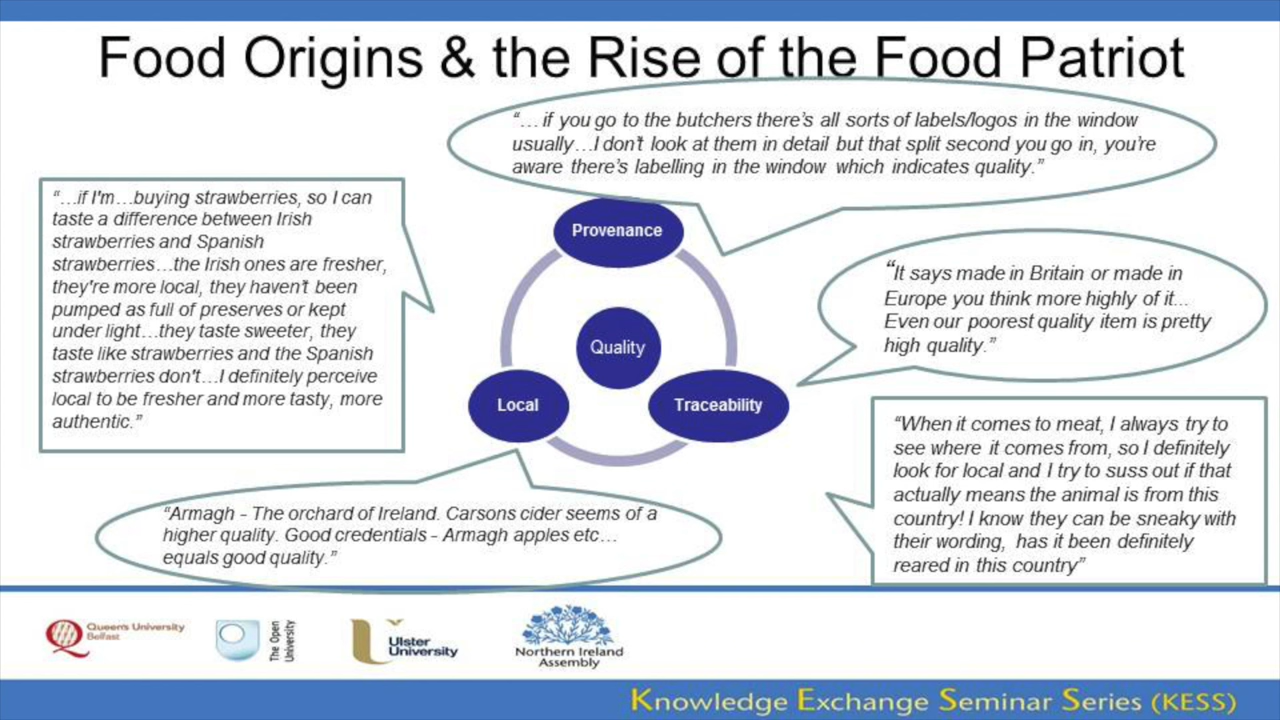 Food Origins & the Rise of the Food Patriot
“… if you go to the butchers there’s all sorts of labels/logos in the window
usually…I don’t look at them in detail but that split second you go in, you’re
aware there’s labelling in the window which indicates quality.”
“…if I'm…buying strawberries, so I can
taste a difference between Irish
strawberries and Spanish
strawberries…the Irish ones are fresher,
they're more local, they haven’t been
pumped as full of preserves or kept
under light…they taste sweeter, they
taste like strawberries and the Spanish
strawberries don't…I definitely perceive
local to be fresher and more tasty, more
authentic.”
Provenance
Quality
Local
Traceability
“It says made in Britain or made in
Europe you think more highly of it...
Even our poorest quality item is pretty
high quality.”
“When it comes to meat, I always try to
see where it comes from, so I definitely
look for local and I try to suss out if that
actually means the animal is from this
country! I know they can be sneaky with
their wording, has it been definitely
reared in this country”
“Armagh – The orchard of Ireland. Carsons cider seems of a
higher quality. Good credentials – Armagh apples etc…
equals good quality.”
Queen's University
Belfast
The Open
University
Ulster
University
Northern Ireland
Assembly
Knowledge Exchange Seminar Series (KESS)